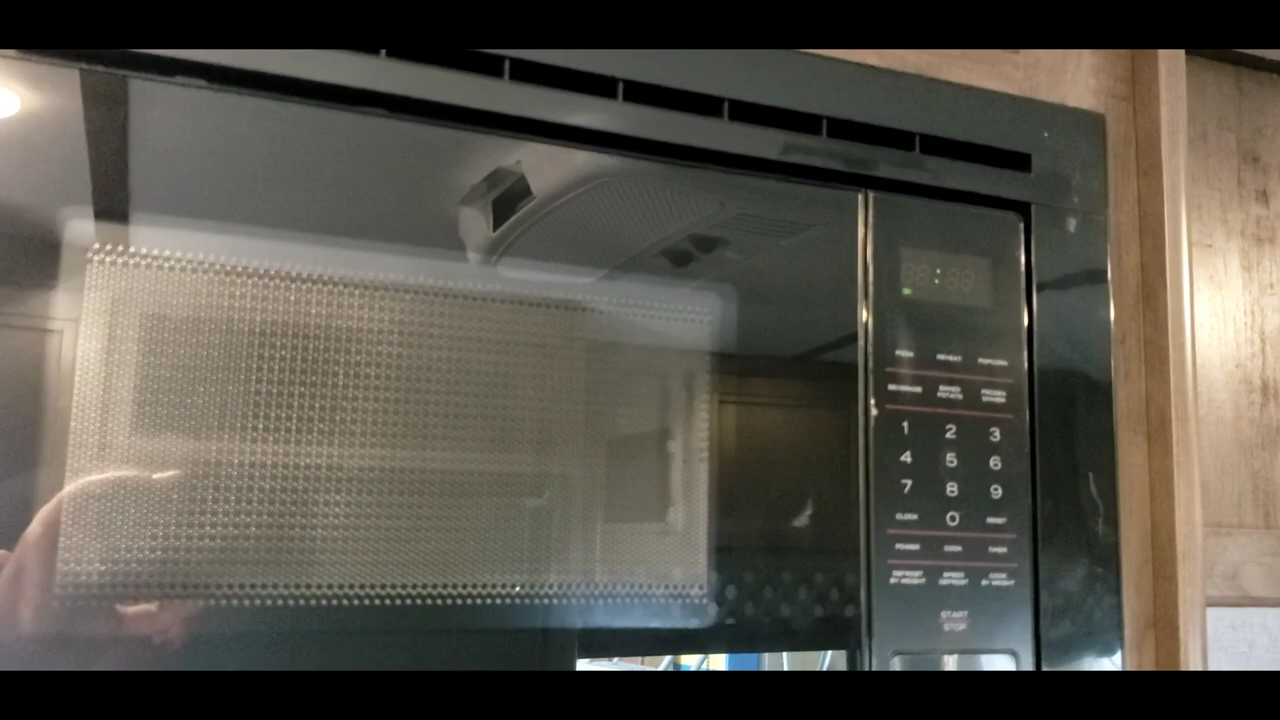 PIZZA REHEAT POPCORN
BEVERAGE BAKED POTATO FROZEN DINNER
1 2 3
4 5 6
7 8 9
CLOCK 0 RESET
POWER COOK TIMER
DEFROST BY WEIGHT SPEED DEFROST COOK BY WEIGHT
START
STOP